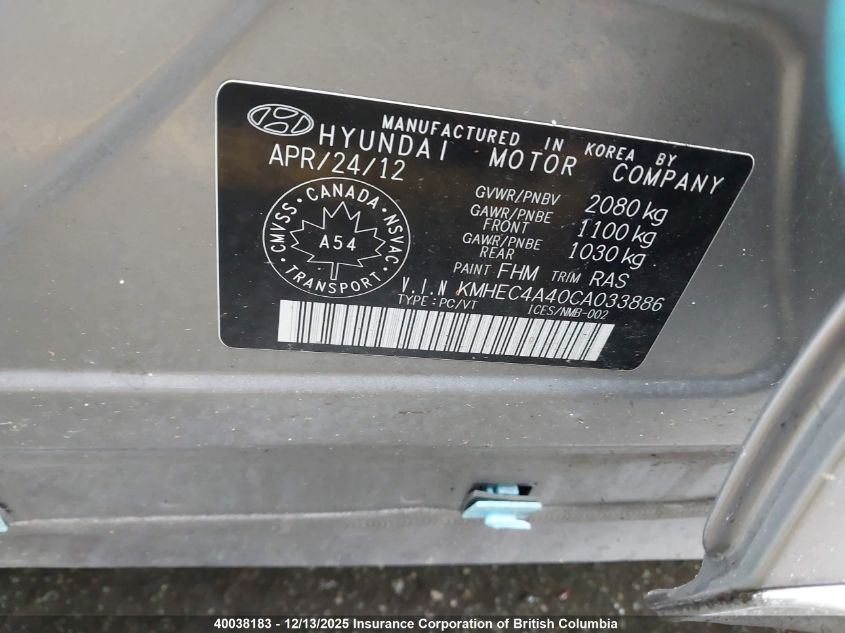 MANUFACTURED IN KOREA BY
HYUNDAI MOTOR COMPANY
APR/24/12
CMVSS • CANADA • NSVAC • TRANSPORT •
A54
GVWR/PNBV 2080 kg
GAWR/PNBE FRONT 1100 kg
GAWR/PNBE REAR 1030 kg
PAINT FHM TRIM RAS
V.I.N KMHEC4A40CA033886
TYPE: PC/VT ICES/NMB-002
40038183 - 12/13/2025 Insurance Corporation of British Columbia